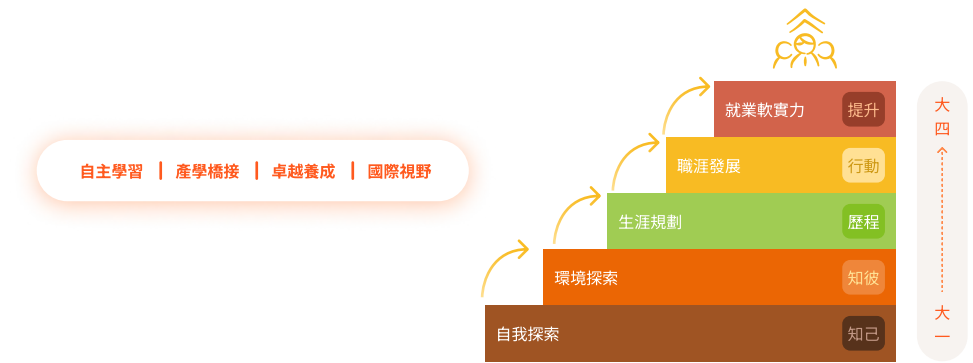 自主學習 | 產學橋接 | 卓越養成 | 國際視野
就業軟實力 提升
職涯發展 行動
生涯規劃 歷程
環境探索 知彼
自我探索 知己
大四
大一